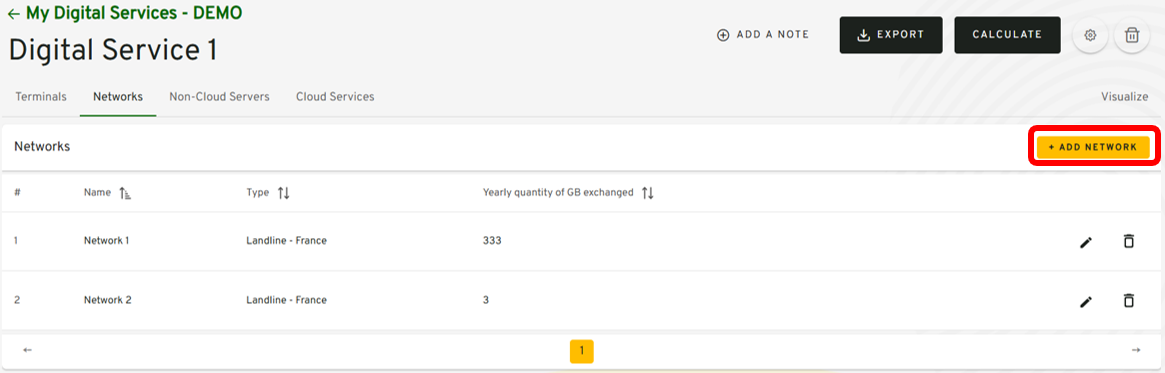 ← My Digital Services - DEMO
Digital Service 1
ADD A NOTE
EXPORT
CALCULATE
Terminals Networks Non-Cloud Servers Cloud Services Visualize
Networks
+ ADD NETWORK
# Name Type Yearly quantity of GB exchanged
1 Network 1 Landline - France 333
2 Network 2 Landline - France 3
← 1 →